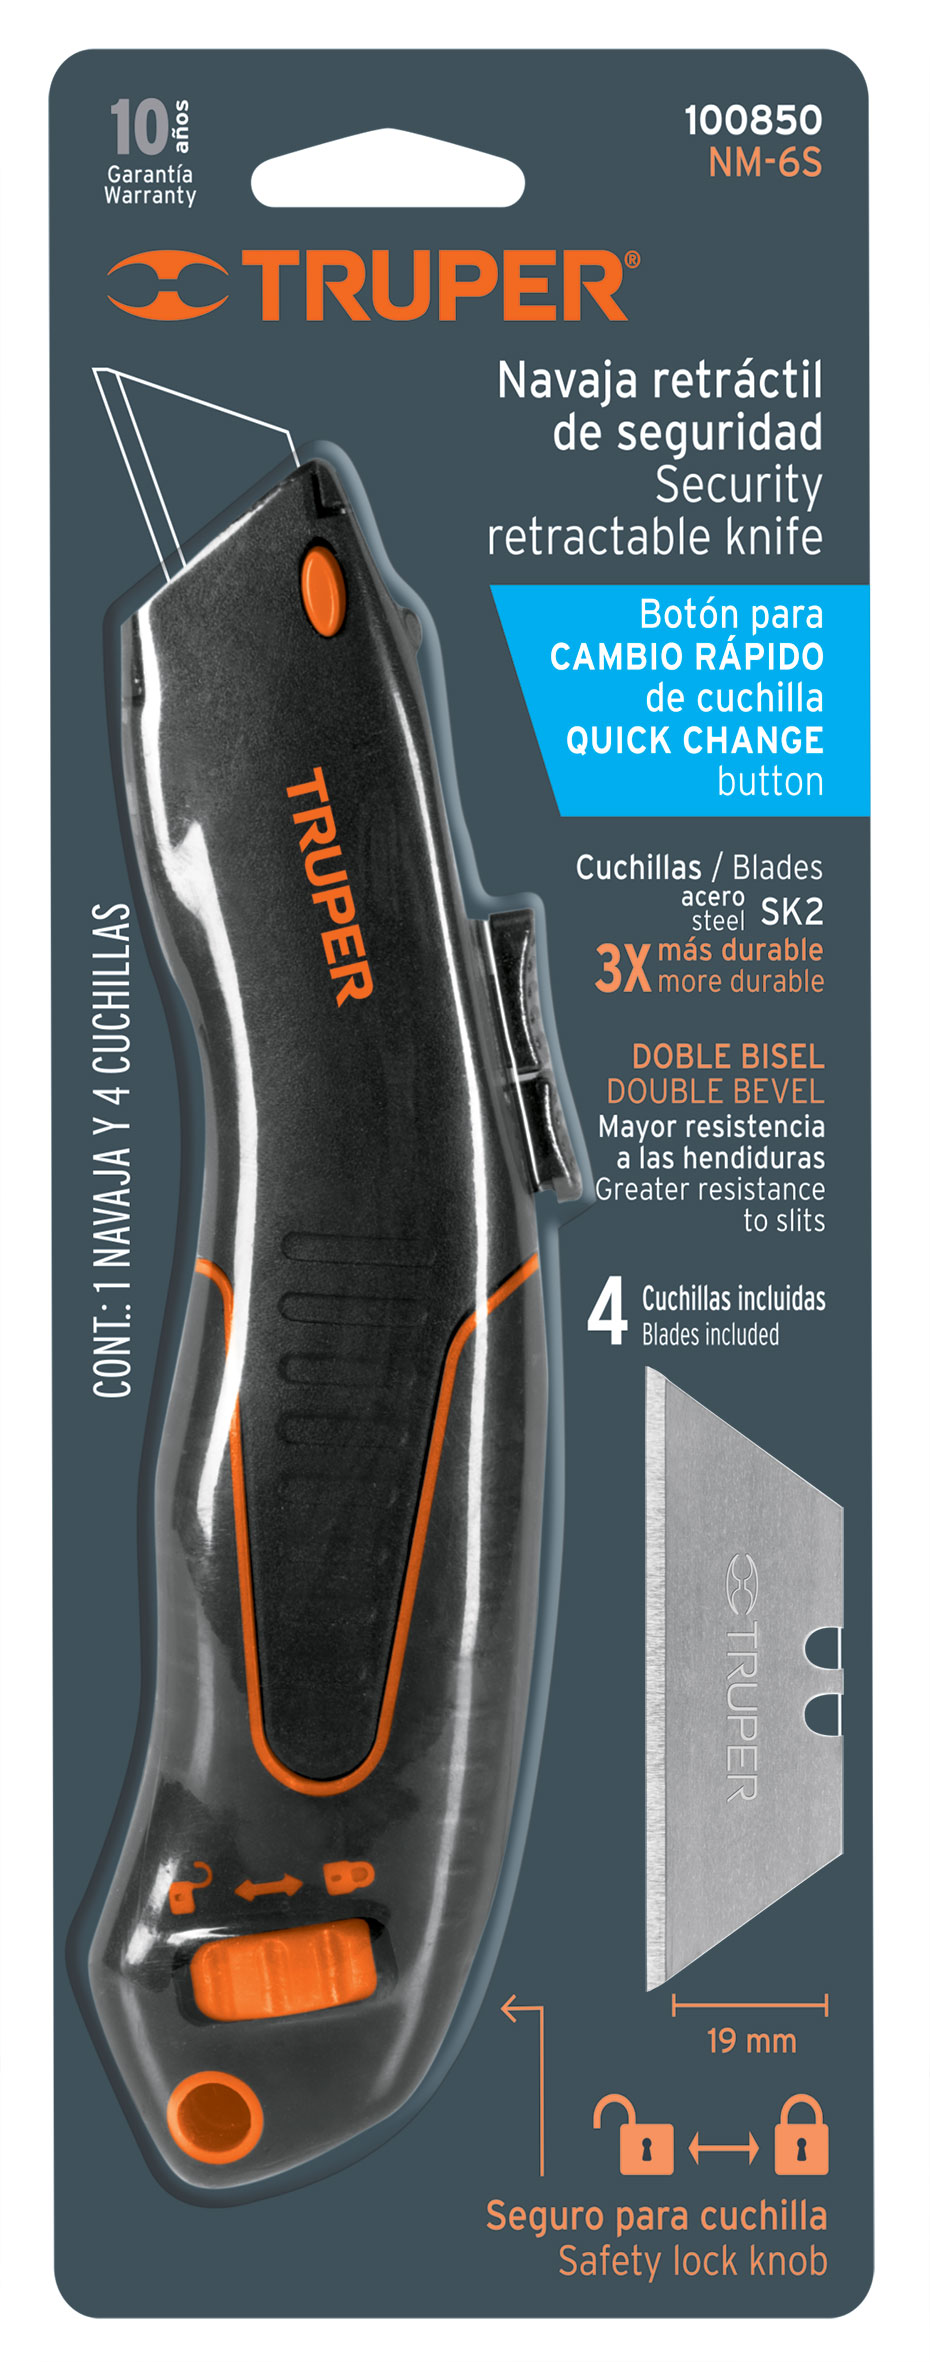 10 años
Garantía
Warranty
100850
NM-6S
TRUPER®
Navaja retráctil
de seguridad
Security
retractable knife
Botón para
CAMBIO RÁPIDO
de cuchilla
QUICK CHANGE
button
TRUPER
Cuchillas / Blades
acero
steel SK2
3X más durable
more durable
DOBLE BISEL
DOUBLE BEVEL
Mayor resistencia
a las hendiduras
Greater resistance
to slits
CONT.: 1 NAVAJA Y 4 CUCHILLAS
4 Cuchillas incluidas
Blades included
TRUPER
19 mm
Seguro para cuchilla
Safety lock knob